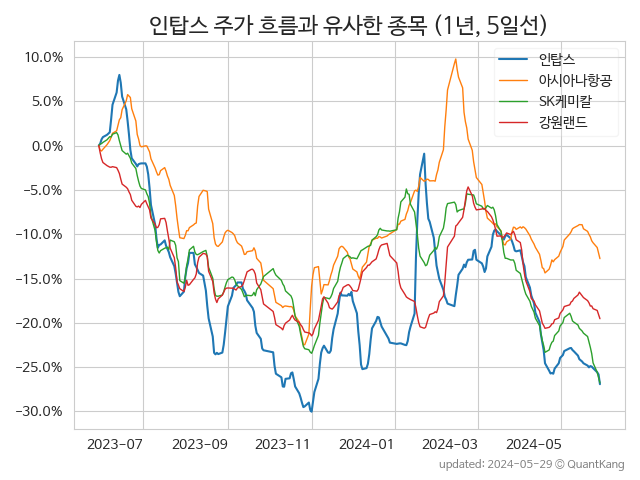 인탑스 주가 흐름과 유사한 종목 (1년, 5일선)
인탑스
아시아나항공
SK케미칼
강원랜드
10.0%
5.0%
0.0%
−5.0%
−10.0%
−15.0%
−20.0%
−25.0%
−30.0%
2023-07 2023-09 2023-11 2024-01 2024-03 2024-05
updated: 2024-05-29 © QuantKang